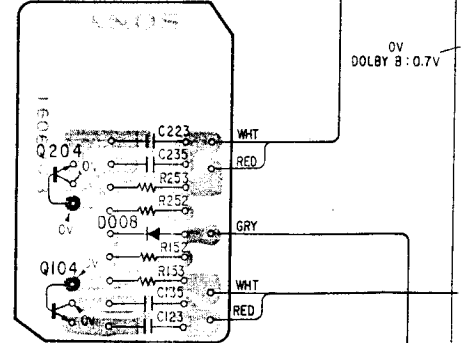 0V
DOLBY B : 0.7V
C223
WHT
Q204
0V
C235
RED
R253
R252
0V
D008
GRY
R152
Q104
R153
WHT
C135
RED
0V
C123